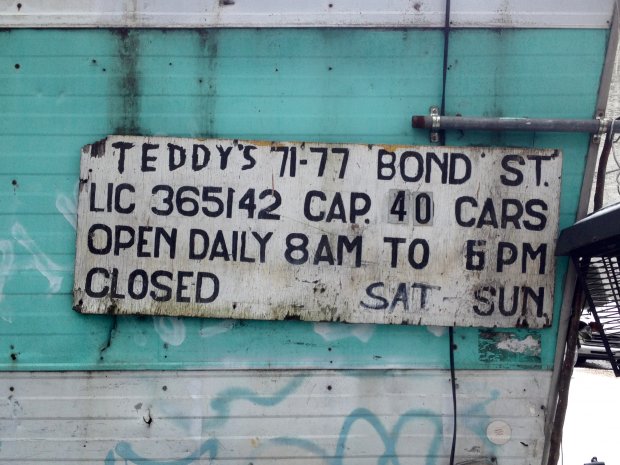 TEDDY'S 71-77 BOND ST.
LIC 365142 CAP. 40 CARS
OPEN DAILY 8AM TO 6PM
CLOSED SAT SUN.